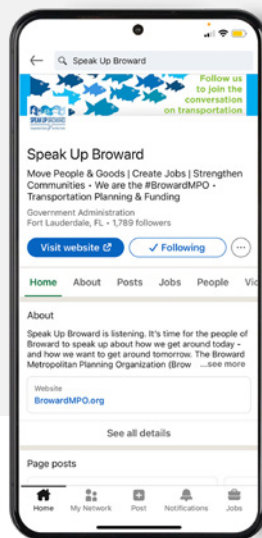 Speak Up Broward
Follow us
to join the
conversation
on transportation
SPEAK UP BROWARD
Speak Up Broward
Move People & Goods | Create Jobs | Strengthen
Communities • We are the #BrowardMPO •
Transportation Planning & Funding
Government Administration
Fort Lauderdale, FL • 1,789 followers
Visit website
✓ Following
Home About Posts Jobs People Vic
About
Speak Up Broward is listening. It's time for the people of
Broward to speak up about how we get around today -
and how we want to get around tomorrow. The Broward
Metropolitan Planning Organization (Brow ...see more
Website
BrowardMPO.org
See all details
Page posts
Home My Network Post Notifications Jobs